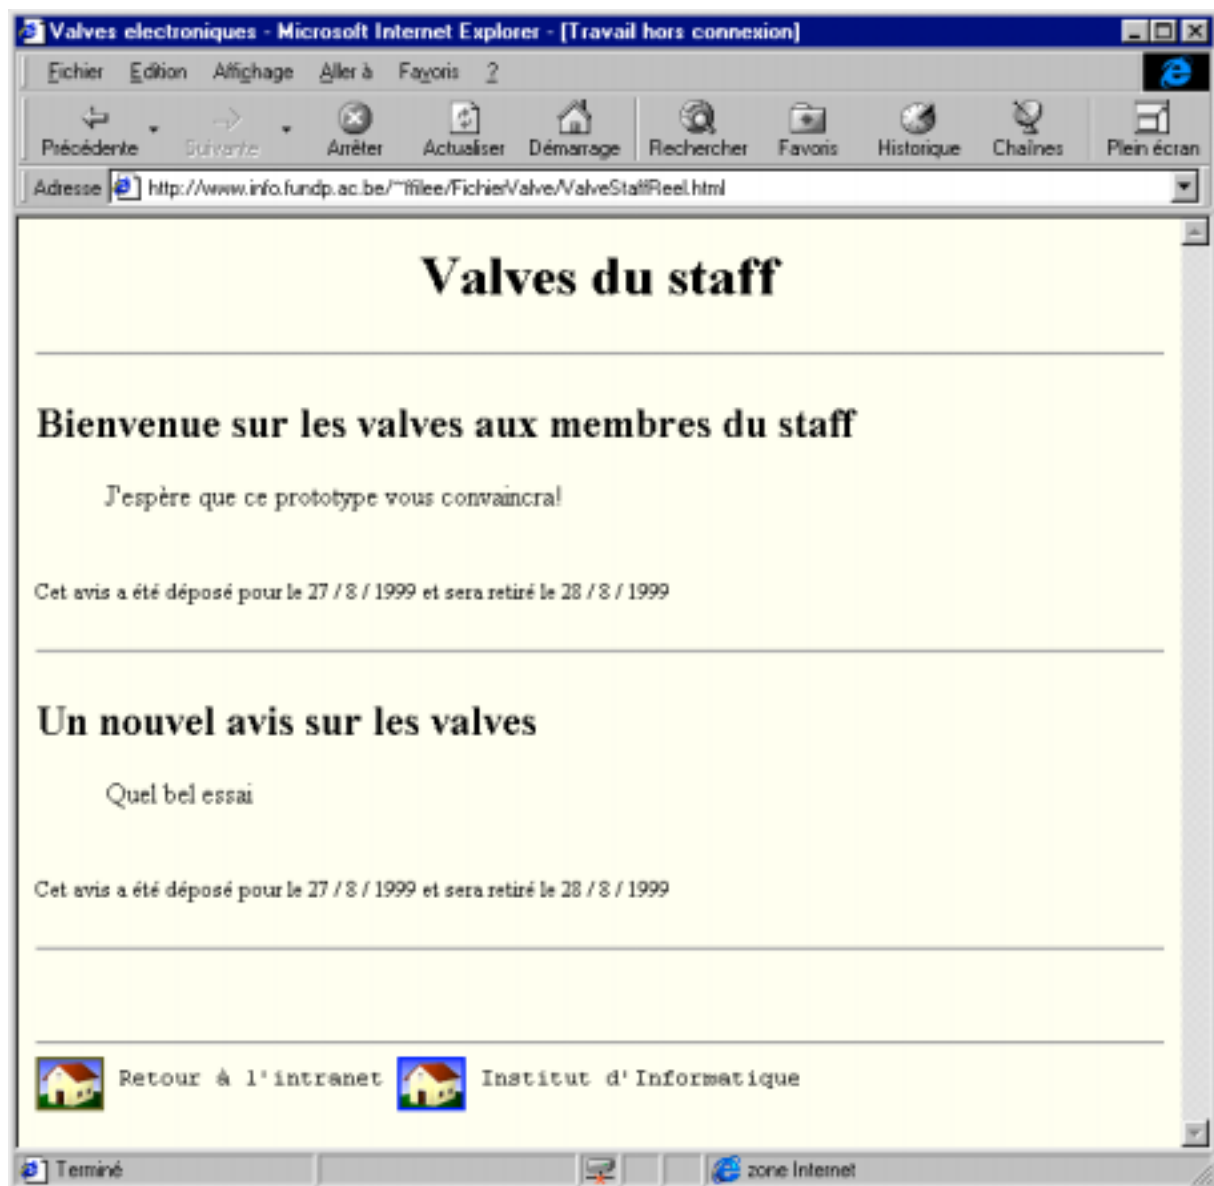 Valves electroniques - Microsoft Internet Explorer - [Travail hors connexion]
Fichier Edition Affichage Aller à Favoris ?
Précédente Suivante Arrêter Actualiser Démarrage Rechercher Favoris Historique Chaînes Plein écran
Adresse http://www.info.fundp.ac.be/~ffilee/FichierValve/ValveStaffReel.html
Valves du staff
Bienvenue sur les valves aux membres du staff
J'espère que ce prototype vous convaincra!
Cet avis a été déposé pour le 27 / 8 / 1999 et sera retiré le 28 / 8 / 1999
Un nouvel avis sur les valves
Quel bel essai
Cet avis a été déposé pour le 27 / 8 / 1999 et sera retiré le 28 / 8 / 1999
Retour à l'intranet Institut d'Informatique
Terminé zone Internet